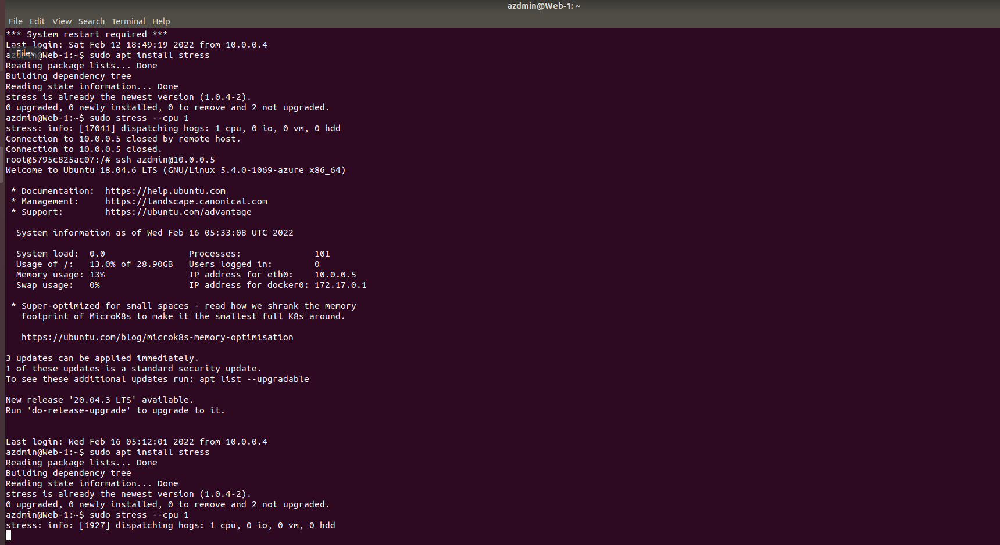 azdmin@Web-1: ~
File Edit View Search Terminal Help
*** System restart required ***
Last login: Sat Feb 12 18:49:19 2022 from 10.0.0.4
Files
azdmin@Web-1:~$ sudo apt install stress
Reading package lists... Done
Building dependency tree
Reading state information... Done
stress is already the newest version (1.0.4-2).
0 upgraded, 0 newly installed, 0 to remove and 2 not upgraded.
azdmin@Web-1:~$ sudo stress --cpu 1
stress: info: [17041] dispatching hogs: 1 cpu, 0 io, 0 vm, 0 hdd
Connection to 10.0.0.5 closed by remote host.
Connection to 10.0.0.5 closed.
root@5795c825ac07:/# ssh azdmin@10.0.0.5
Welcome to Ubuntu 18.04.6 LTS (GNU/Linux 5.4.0-1069-azure x86_64)
* Documentation: https://help.ubuntu.com
* Management: https://landscape.canonical.com
* Support: https://ubuntu.com/advantage
System information as of Wed Feb 16 05:33:08 UTC 2022
System load: 0.0 Processes: 101
Usage of /: 13.0% of 28.90GB Users logged in: 0
Memory usage: 13% IP address for eth0: 10.0.0.5
Swap usage: 0% IP address for docker0: 172.17.0.1
* Super-optimized for small spaces - read how we shrank the memory
footprint of MicroK8s to make it the smallest full K8s around.
https://ubuntu.com/blog/microk8s-memory-optimisation
3 updates can be applied immediately.
1 of these updates is a standard security update.
To see these additional updates run: apt list --upgradable
New release '20.04.3 LTS' available.
Run 'do-release-upgrade' to upgrade to it.
Last login: Wed Feb 16 05:12:01 2022 from 10.0.0.4
azdmin@Web-1:~$ sudo apt install stress
Reading package lists... Done
Building dependency tree
Reading state information... Done
stress is already the newest version (1.0.4-2).
0 upgraded, 0 newly installed, 0 to remove and 2 not upgraded.
azdmin@Web-1:~$ sudo stress --cpu 1
stress: info: [1927] dispatching hogs: 1 cpu, 0 io, 0 vm, 0 hdd